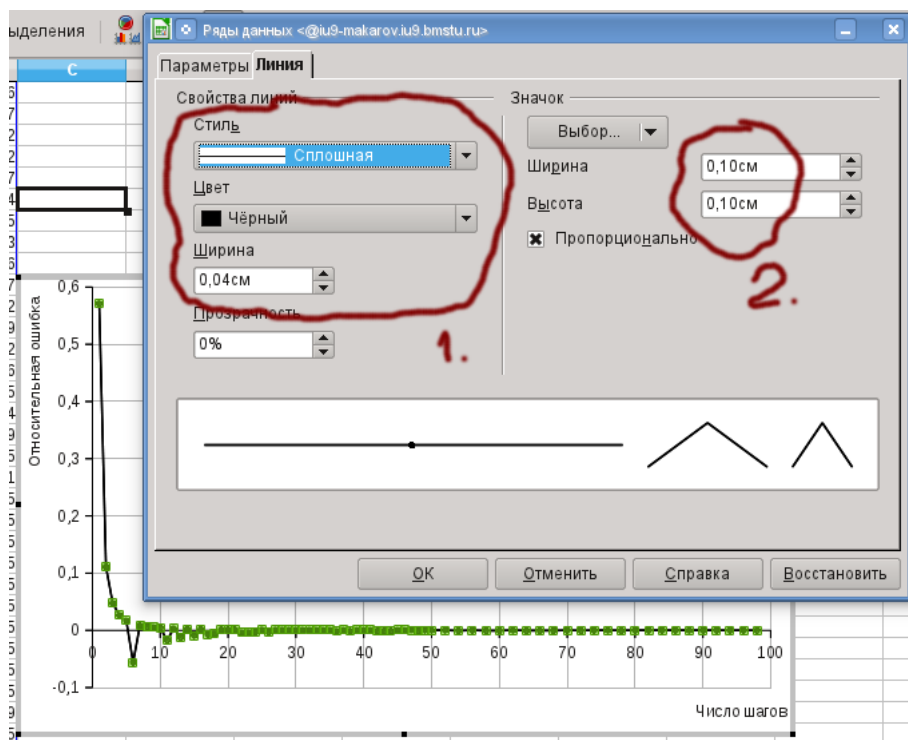 ыделения
Ряды данных <@iu9-makarov.iu9.bmstu.ru>
Параметры Линия
C
Свойства линий
Стиль
Сплошная
Цвет
Чёрный
Ширина
0,04см
Прозрачность
0%
1.
Значок
Выбор...
Ширина 0,10см
Высота 0,10см
Пропорционально
2.
ОК Отменить Справка Восстановить
Относительная ошибка
0,6
0,5
0,4
0,3
0,2
0,1
0
-0,1
0 10 20 30 40 50 60 70 80 90 100
Число шагов